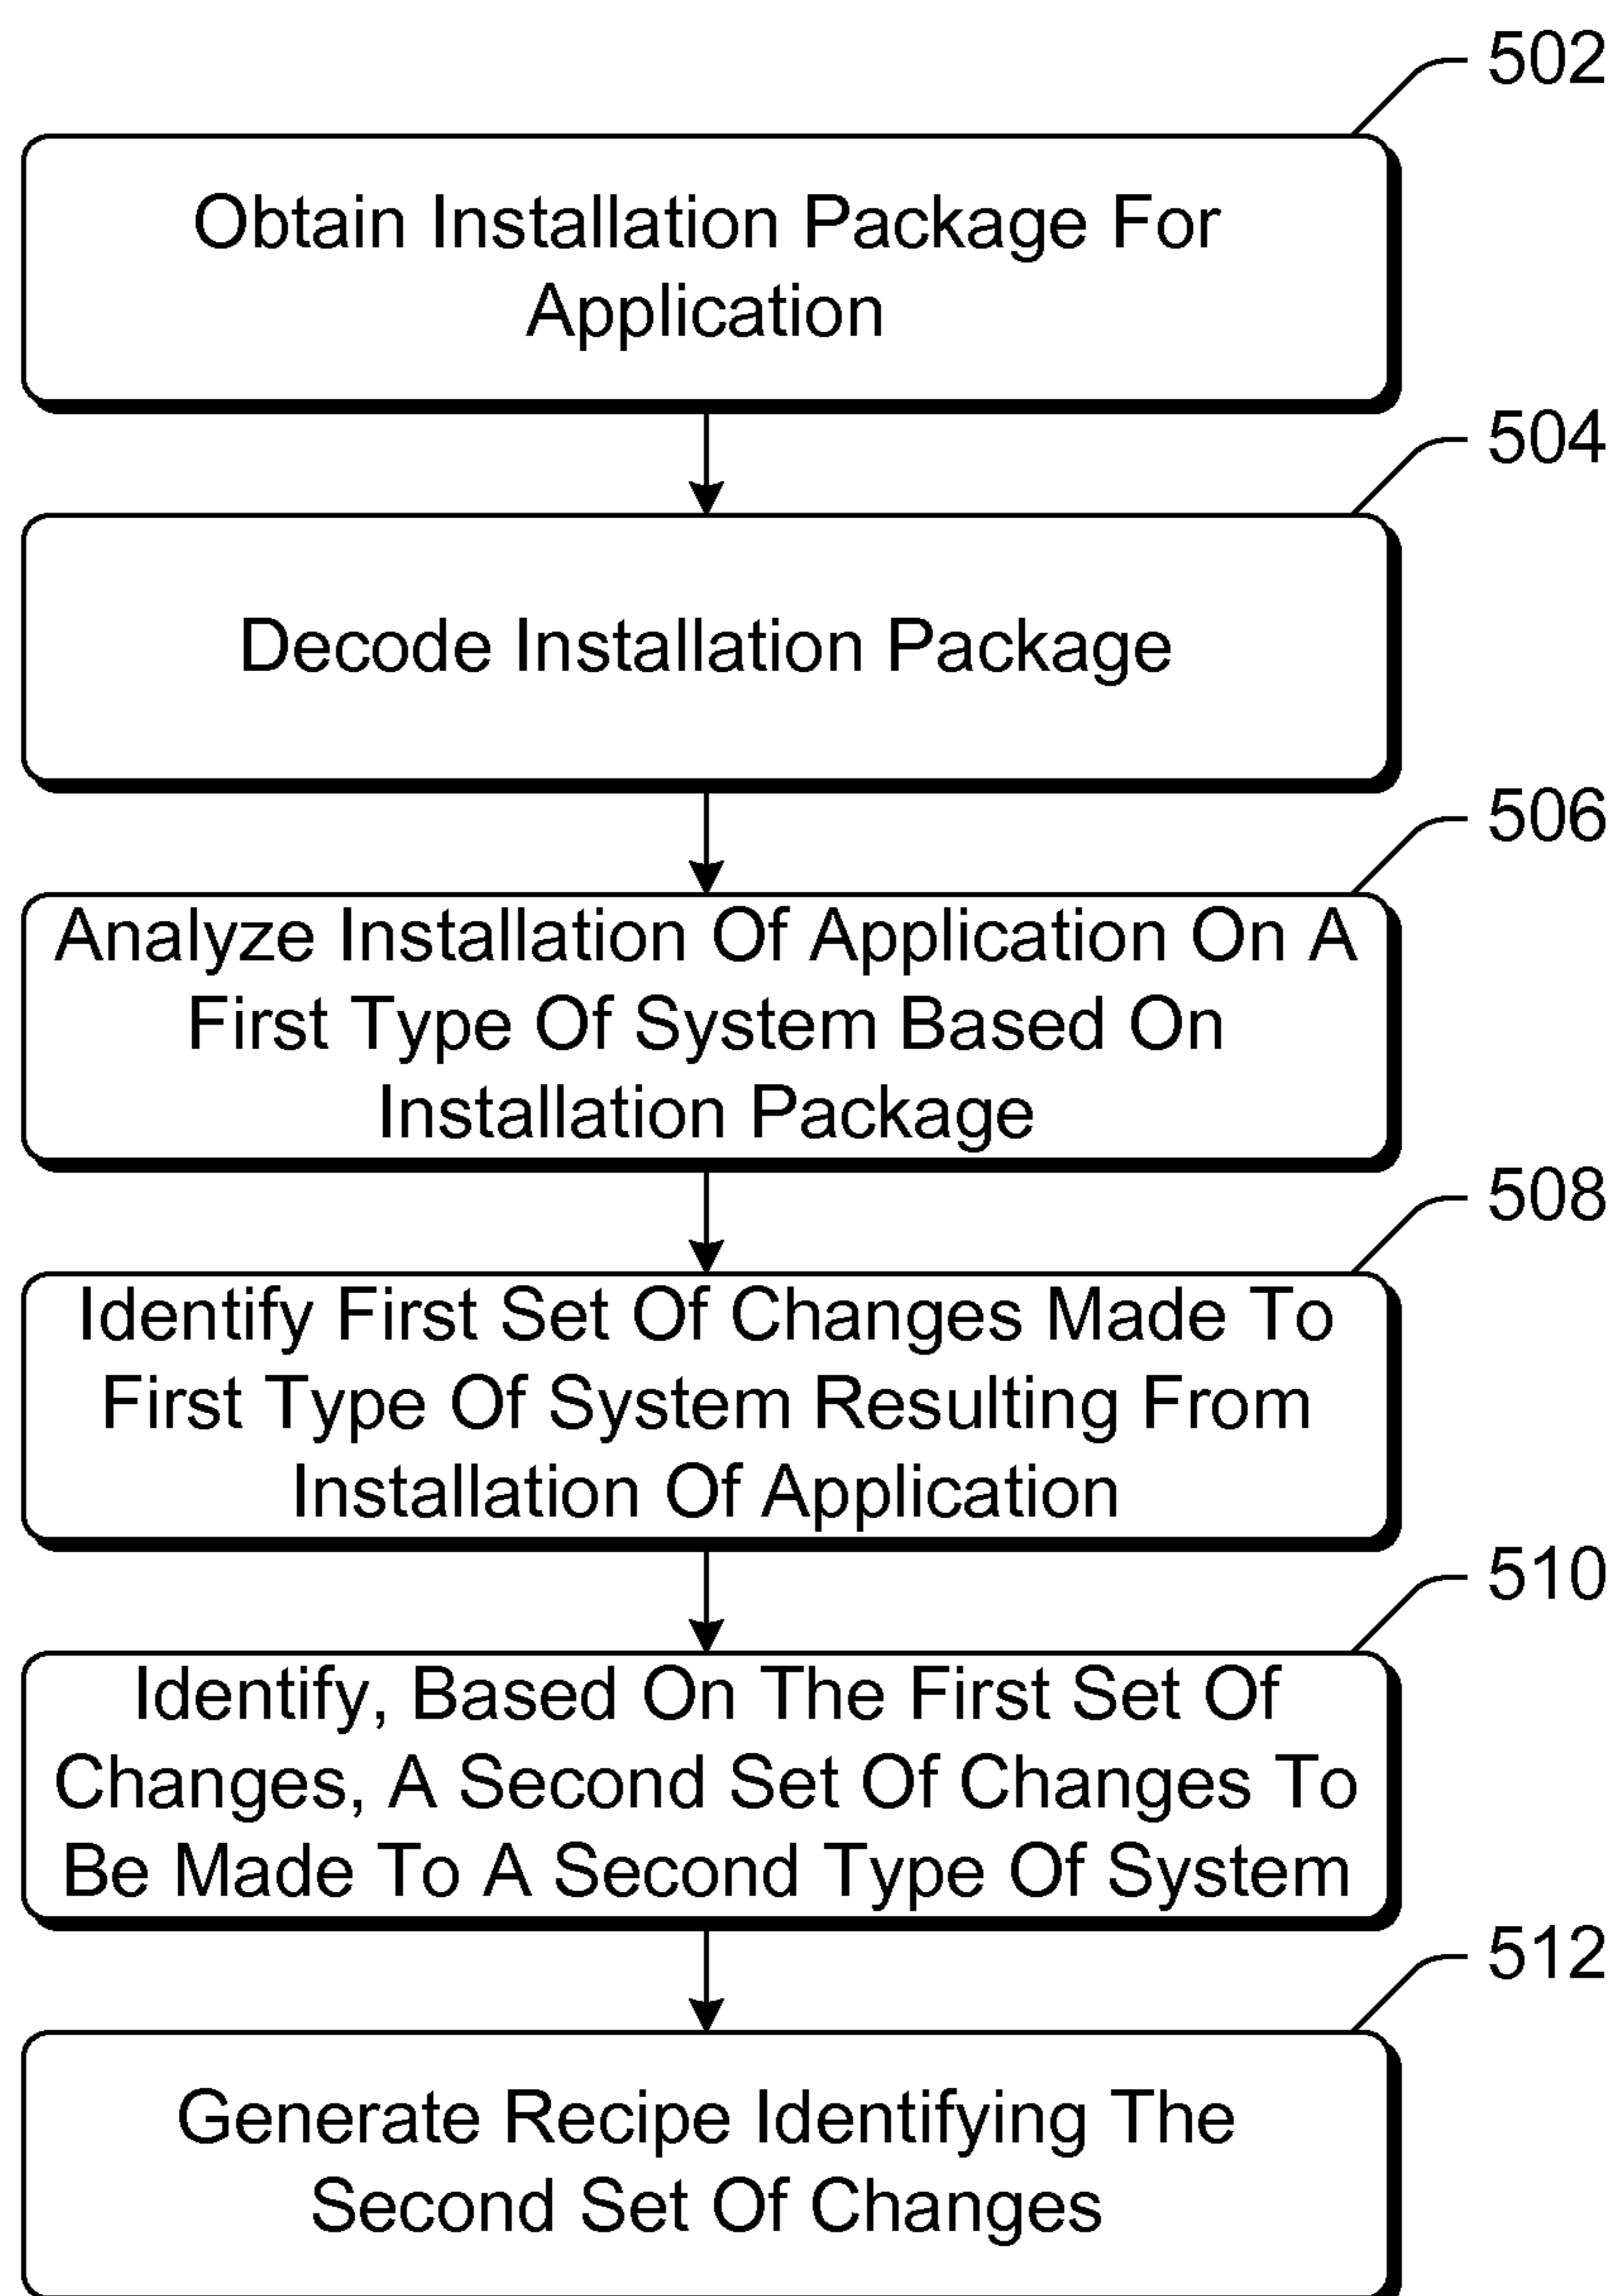 502
Obtain Installation Package For
Application
504
Decode Installation Package
506
Analyze Installation Of Application On A
First Type Of System Based On
Installation Package
508
Identify First Set Of Changes Made To
First Type Of System Resulting From
Installation Of Application
510
Identify, Based On The First Set Of
Changes, A Second Set Of Changes To
Be Made To A Second Type Of System
512
Generate Recipe Identifying The
Second Set Of Changes